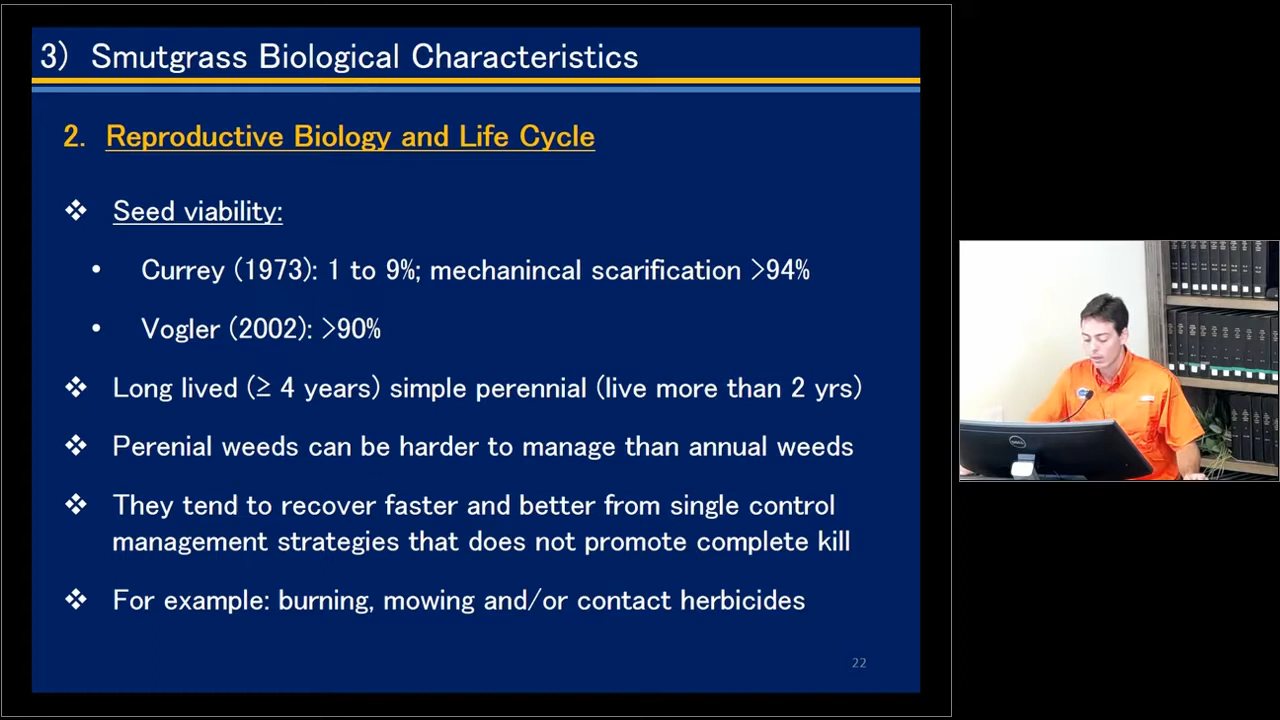 3) Smutgrass Biological Characteristics
2. Reproductive Biology and Life Cycle
❖ Seed viability:
• Currey (1973): 1 to 9%; mechanincal scarification >94%
• Vogler (2002): >90%
❖ Long lived (≥ 4 years) simple perennial (live more than 2 yrs)
❖ Perenial weeds can be harder to manage than annual weeds
❖ They tend to recover faster and better from single control
management strategies that does not promote complete kill
❖ For example: burning, mowing and/or contact herbicides
22
DELL